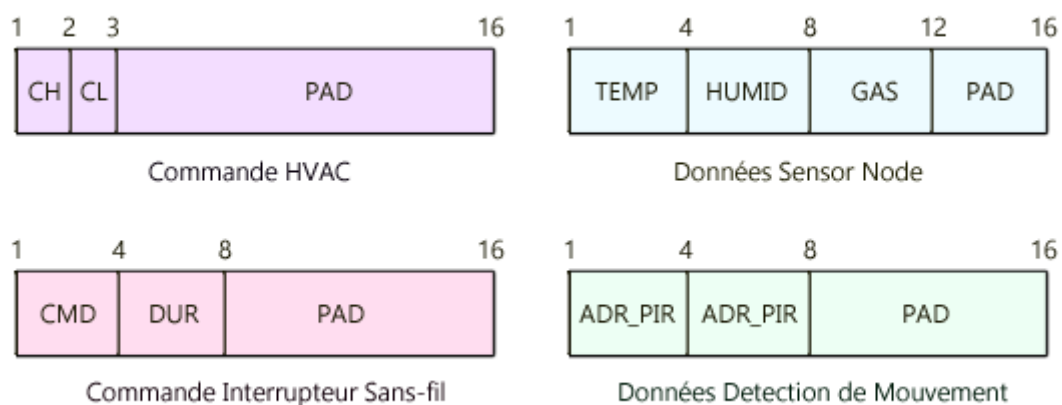 1 2 3 16
CH CL PAD
Commande HVAC
1 4 8 12 16
TEMP HUMID GAS PAD
Données Sensor Node
1 4 8 16
CMD DUR PAD
Commande Interrupteur Sans-fil
1 4 8 16
ADR_PIR ADR_PIR PAD
Données Detection de Mouvement